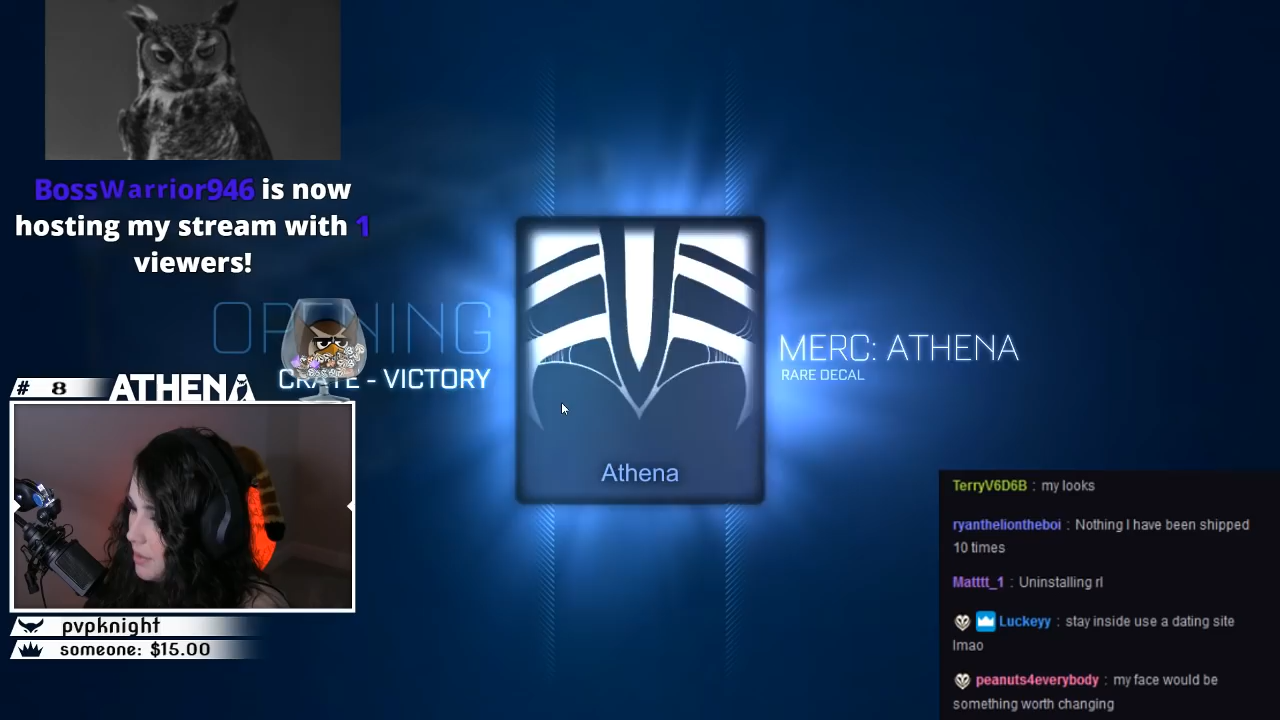 BossWarrior946 is now
hosting my stream with 1
viewers!
OPENING
CRATE - VICTORY
MERC: ATHENA
RARE DECAL
Athena
# 8 ATHENA
pvpknight
someone: $15.00
TerryV6D6B : my looks
ryantheliontheboi : Nothing I have been shipped
10 times
Matttt_1 : Uninstalling rl
Luckeyy : stay inside use a dating site
lmao
peanuts4everybody : my face would be
something worth changing